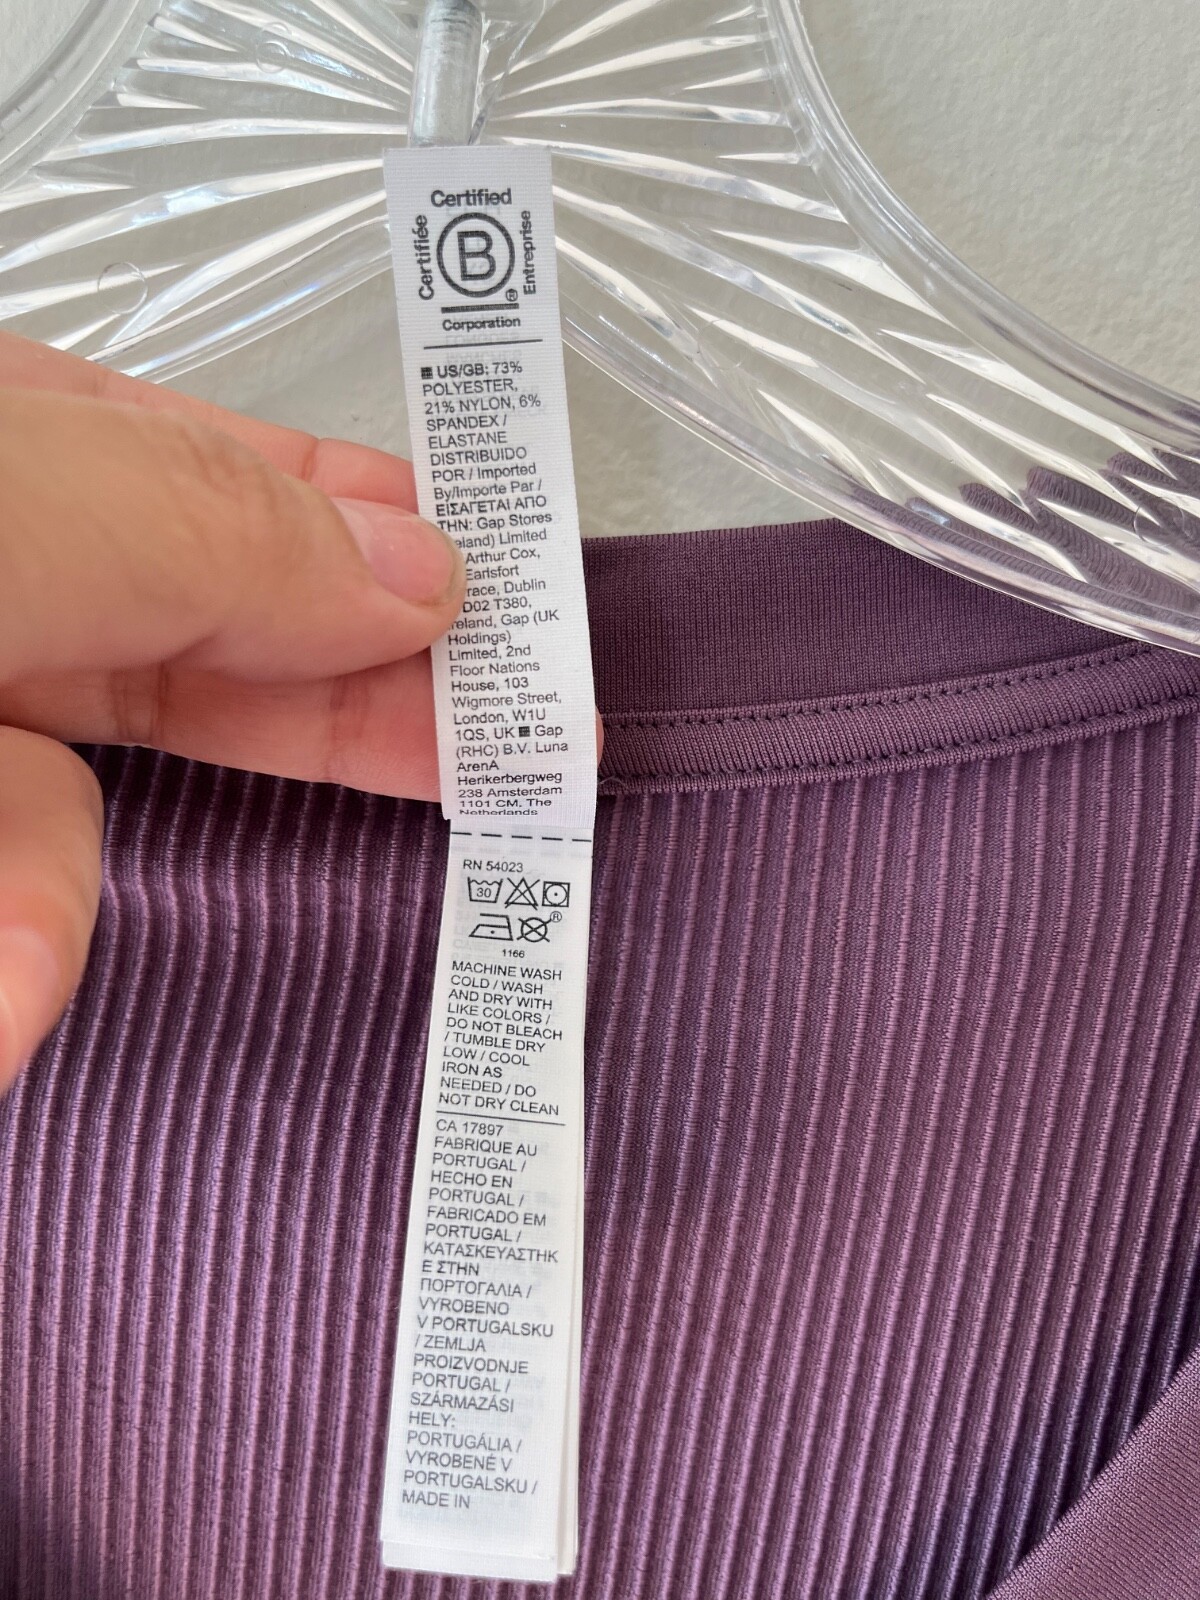 Certified
Certifiée
B
Entreprise
®
Corporation
US/GB: 73%
POLYESTER,
21% NYLON, 6%
SPANDEX /
ELASTANE
DISTRIBUIDO
POR / Imported
By/Importe Par /
ΕΙΣΑΓΕΤΑΙ ΑΠΟ
ΤΗΝ: Gap Stores
eland) Limited
Arthur Cox,
Earlsfort
race, Dublin
D02 T380,
reland, Gap (UK
Holdings)
Limited, 2nd
Floor Nations
House, 103
Wigmore Street,
London, W1U
1QS, UK Gap
(RHC) B.V. Luna
ArenA
Herikerbergweg
238 Amsterdam
1101 CM, The
Netherlands
RN 54023
30
®
1166
MACHINE WASH
COLD / WASH
AND DRY WITH
LIKE COLORS /
DO NOT BLEACH
/ TUMBLE DRY
LOW / COOL
IRON AS
NEEDED / DO
NOT DRY CLEAN
CA 17897
FABRIQUE AU
PORTUGAL /
HECHO EN
PORTUGAL /
FABRICADO EM
PORTUGAL /
ΚΑΤΑΣΚΕΥΑΣΤΗΚ
Ε ΣΤΗΝ
ΠΟΡΤΟΓΑΛΙΑ /
VYROBENO
V PORTUGALSKU
/ ZEMLJA
PROIZVODNJE
PORTUGAL /
SZÁRMAZÁSI
HELY:
PORTUGÁLIA /
VYROBENÉ V
PORTUGALSKU /
MADE IN